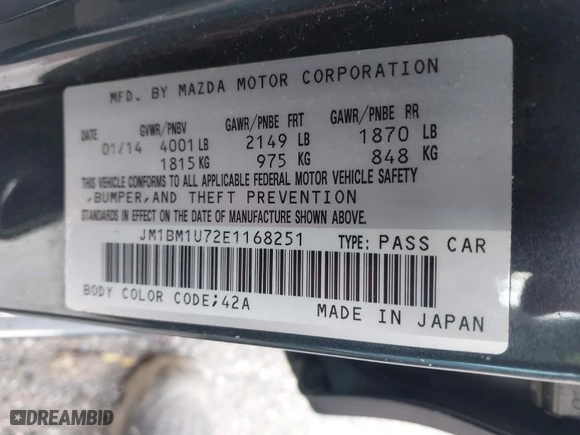 MFD. BY MAZDA MOTOR CORPORATION
DATE GVWR/PNBV GAWR/PNBE FRT GAWR/PNBE RR
01/14 4001 LB 2149 LB 1870 LB
1815 KG 975 KG 848 KG
THIS VEHICLE CONFORMS TO ALL APPLICABLE FEDERAL MOTOR VEHICLE SAFETY
,BUMPER,AND THEFT PREVENTION
STANDARDS IN EFFECT ON THE DATE OF MANUFACTURE SHOWN ABOVE.
JM1BM1U72E1168251 TYPE: PASS CAR
BODY COLOR CODE;42A
MADE IN JAPAN
DREAMBID